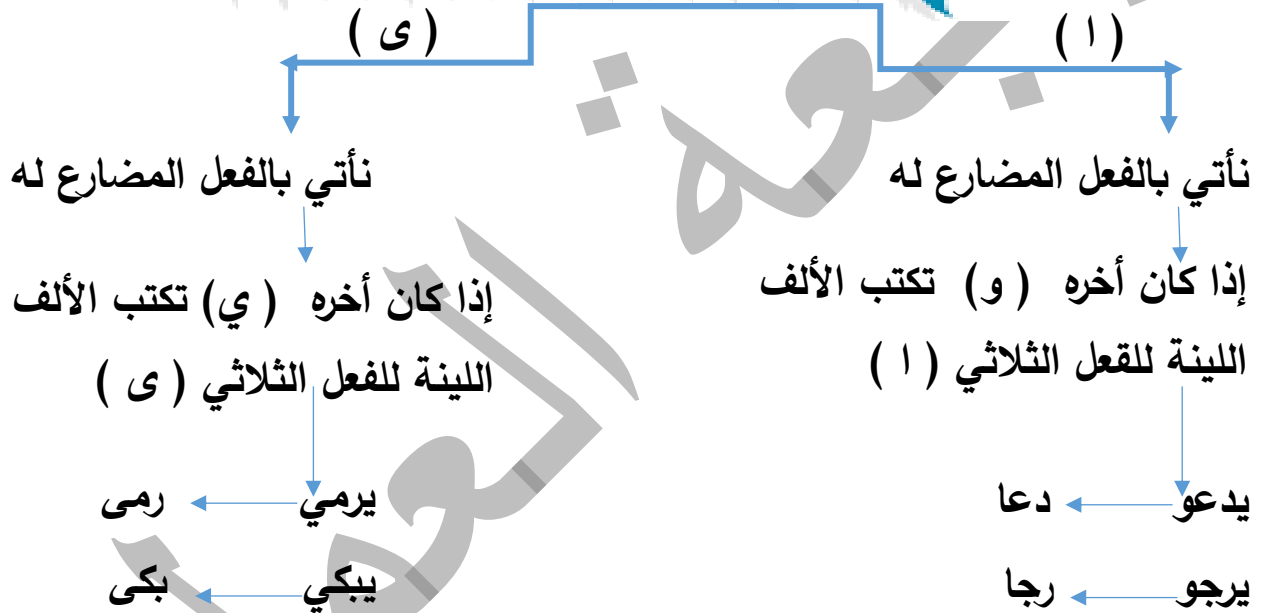 ( ا )
نأتي بالفعل المضارع له
إذا كان أخره ( و ) تكتب الألف
اللينة للقعل الثلاثي ( ا )
يدعو دعا
يرجو رجا
( ى )
نأتي بالفعل المضارع له
إذا كان أخره ( ي ) تكتب الألف
اللينة للفعل الثلاثي ( ى )
يرمي رمى
يبكي بكى